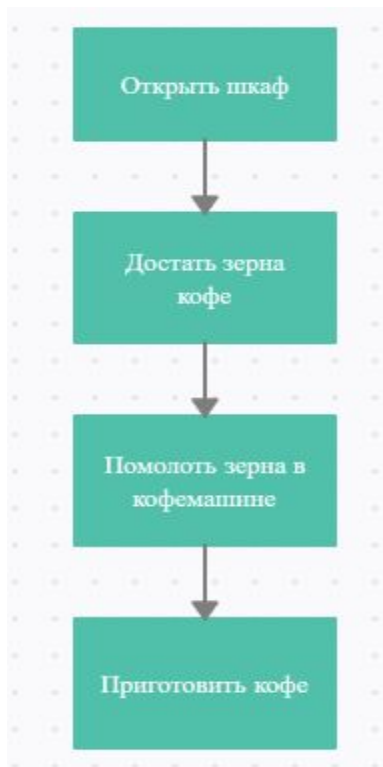 Открыть шкаф
Достать зерна
кофе
Помолоть зерна в
кофемашине
Приготовить кофе